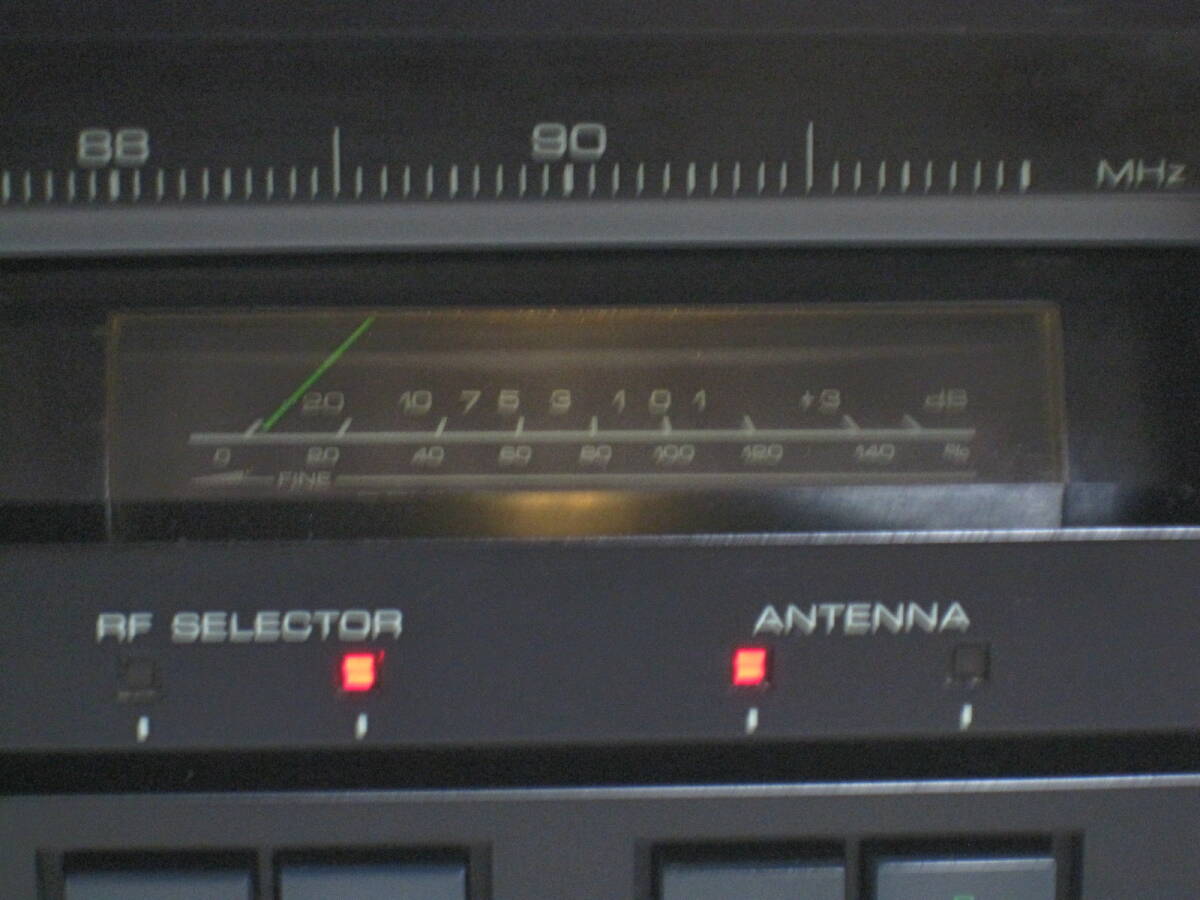 88 90 MHz
20 10 7 5 3 1 0 1 +3 dB
0 20 40 60 80 100 120 140 %
FINE
RF SELECTOR ANTENNA